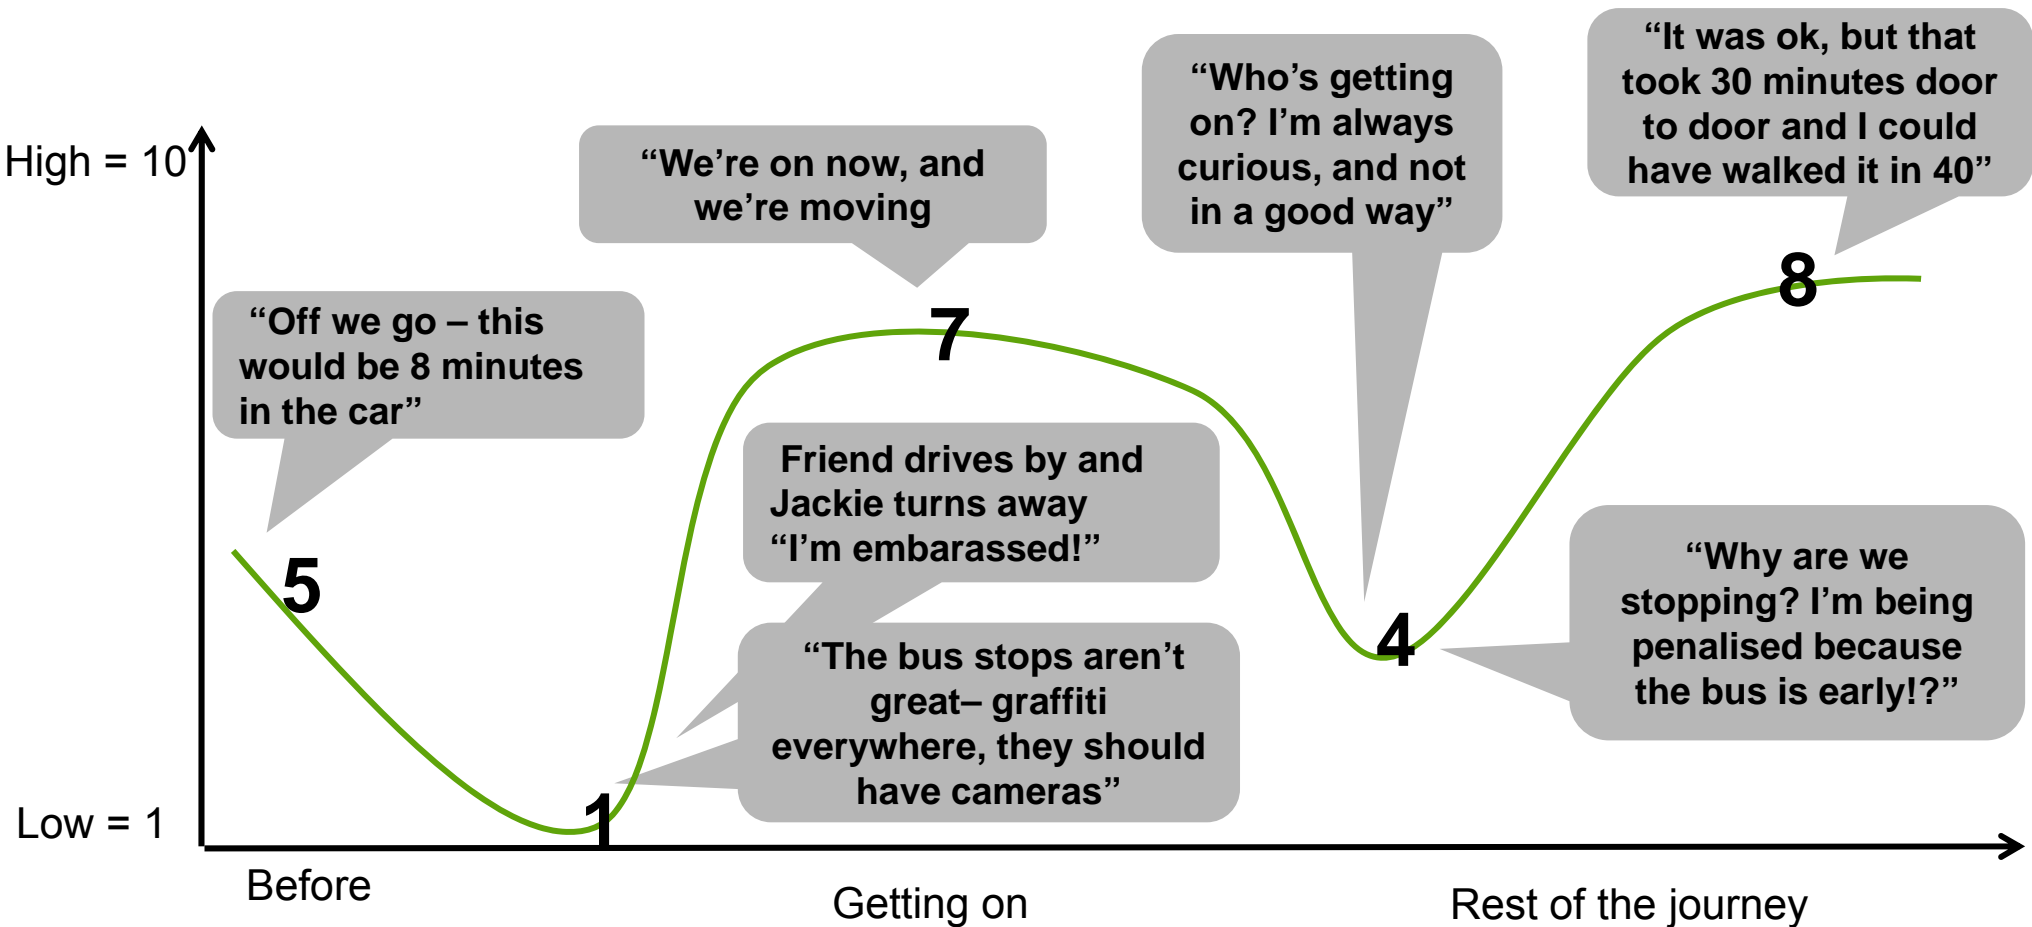 High = 10
Low = 1
“Off we go – this
would be 8 minutes
in the car”
5
1
“We’re on now, and
we’re moving
7
Friend drives by and
Jackie turns away
“I’m embarassed!”
“The bus stops aren’t
great– graffiti
everywhere, they should
have cameras”
“Who’s getting
on? I’m always
curious, and not
in a good way”
4
“Why are we
stopping? I’m being
penalised because
the bus is early!?”
“It was ok, but that
took 30 minutes door
to door and I could
have walked it in 40”
8
Before
Getting on
Rest of the journey